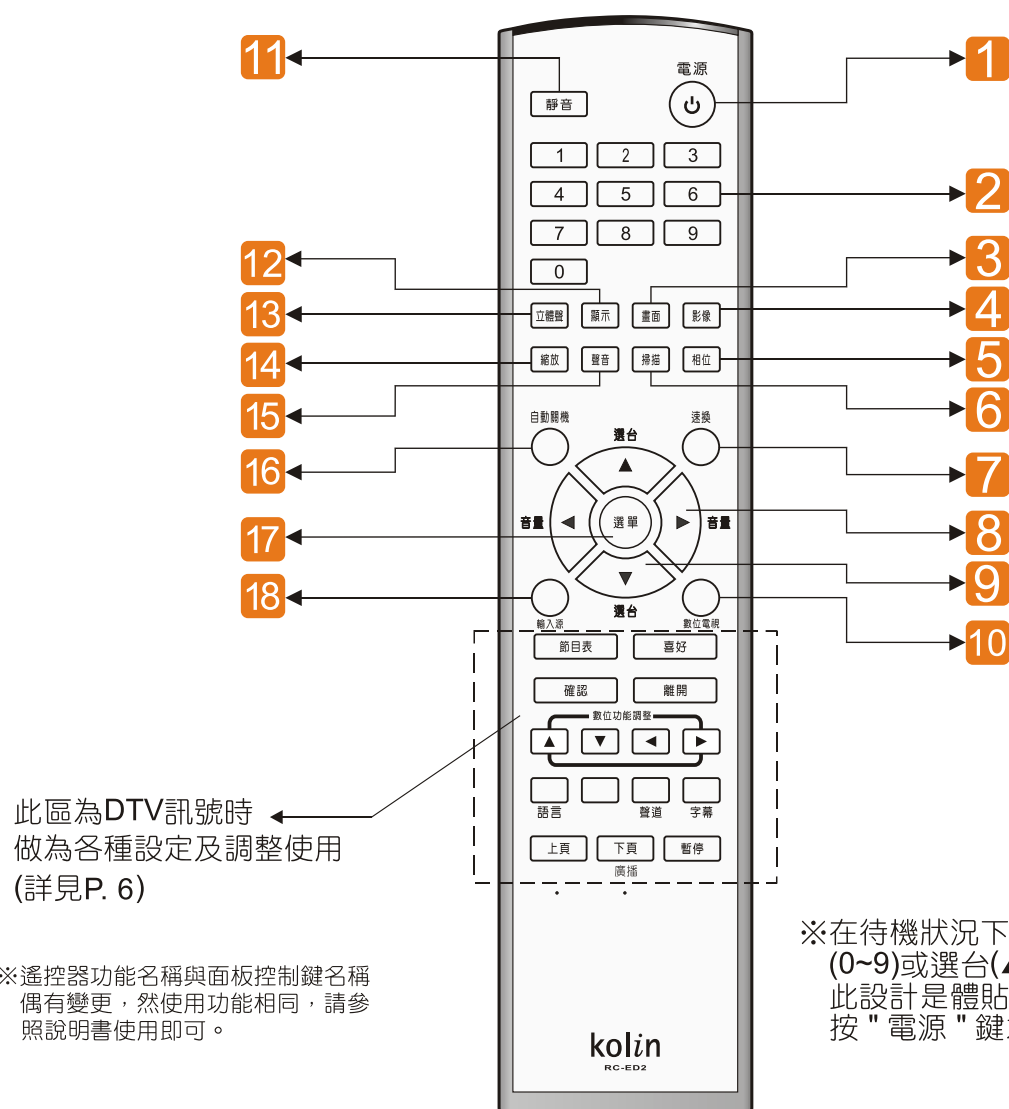 11
電源
1
靜音
1 2 3
4 5 6
2
7 8 9
0
12
3
13
立體聲 顯示 畫面 影像
4
14
縮放 聲音 掃描 相位
5
15
6
自動關機
速換
16
選台
7
音量
選單
音量
17
8
9
18
選台
輸入源
數位電視
10
節目表 喜好
確認 離開
數位功能調整
語言 聲道 字幕
上頁 下頁 暫停
廣播
此區為DTV訊號時
做為各種設定及調整使用
(詳見P. 6)
※遙控器功能名稱與面板控制鍵名稱
偶有變更，然使用功能相同，請參
照說明書使用即可。
※在待機狀況下
(0~9)或選台(
此設計是體貼
按"電源"鍵
kolin
RC-ED2